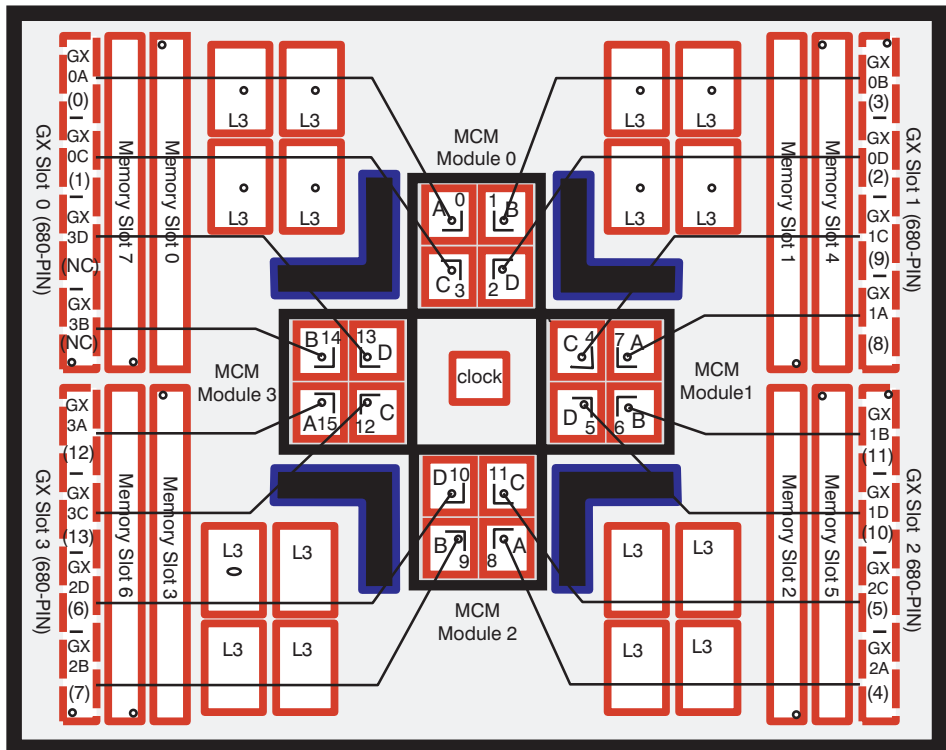 GX
0A
(0)
GX
0C
(1)
GX
3D
(NC)
GX
3B
(NC)
GX Slot 0 (680-PIN)
Memory Slot 7
Memory Slot 0
L3
L3
L3
L3
MCM
Module 0
A 0
1 B
C 3
2 D
L3
L3
L3
L3
Memory Slot 1
Memory Slot 4
GX
0B
(3)
GX
0D
(2)
GX
1C
(9)
GX
1A
(8)
GX Slot 1 (680-PIN)
MCM
Module 3
B 14
13 D
A 15
12 C
clock
C 4
7 A
D 5
6 B
MCM
Module1
GX
3A
(12)
GX
3C
(13)
GX
2D
(6)
GX
2B
(7)
GX Slot 3 (680-PIN)
Memory Slot 6
Memory Slot 3
L3
L3
L3
L3
D 10
11 C
B 9
8 A
MCM
Module 2
L3
L3
L3
L3
Memory Slot 2
Memory Slot 5
GX
1B
(11)
GX
1D
(10)
GX
2C
(5)
GX
2A
(4)
GX Slot 2 680-PIN)